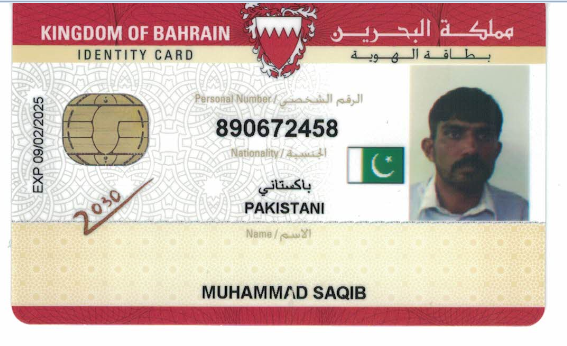 KINGDOM OF BAHRAIN مملكة البحرين
IDENTITY CARD بطاقة الهوية
Personal Number / الرقم الشخصي
890672458
Nationality / الجنسية
باكستاني
PAKISTANI
EXP 09/02/2025
2030
Name / الاسم
MUHAMMAD SAQIB